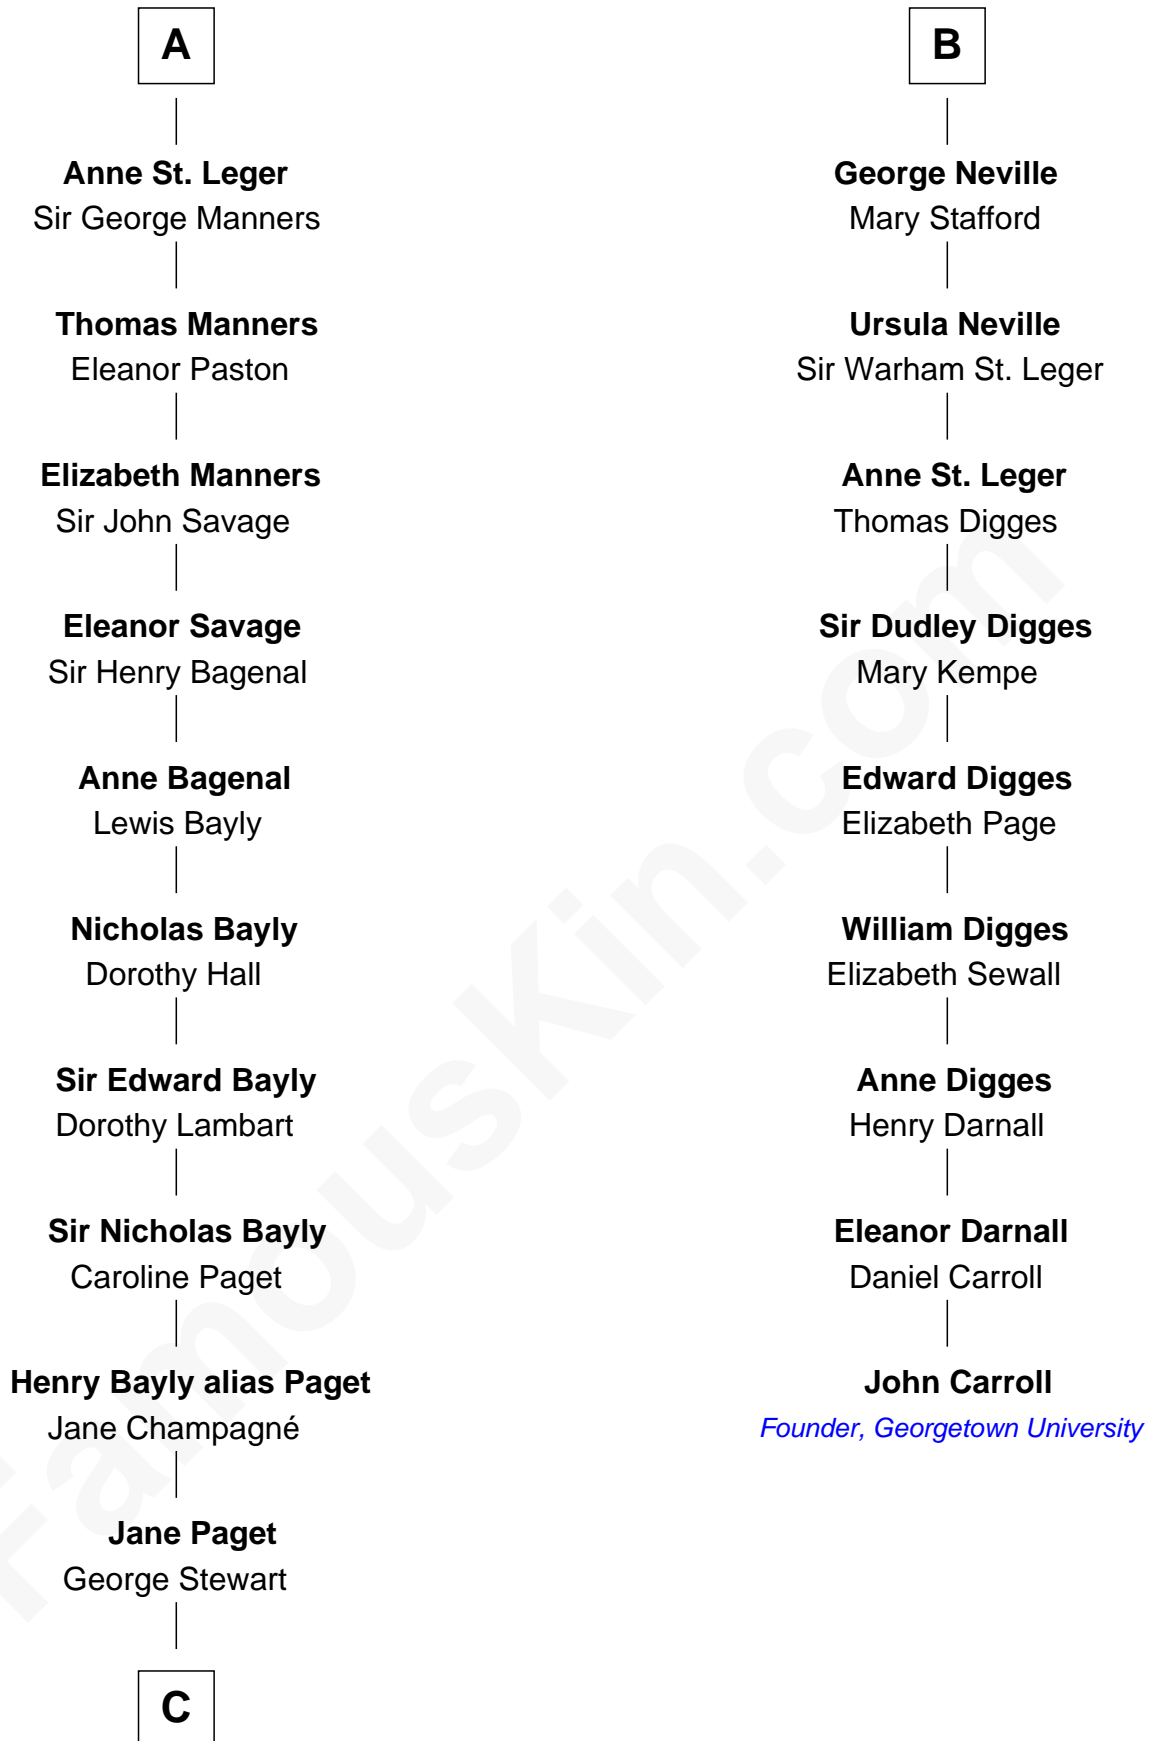 A
Anne St. Leger
Sir George Manners
Thomas Manners
Eleanor Paston
Elizabeth Manners
Sir John Savage
Eleanor Savage
Sir Henry Bagenal
Anne Bagenal
Lewis Bayly
Nicholas Bayly
Dorothy Hall
Sir Edward Bayly
Dorothy Lambart
Sir Nicholas Bayly
Caroline Paget
Henry Bayly alias Paget
Jane Champagné
Jane Paget
George Stewart
C
B
George Neville
Mary Stafford
Ursula Neville
Sir Warham St. Leger
Anne St. Leger
Thomas Digges
Sir Dudley Digges
Mary Kempe
Edward Digges
Elizabeth Page
William Digges
Elizabeth Sewall
Anne Digges
Henry Darnall
Eleanor Darnall
Daniel Carroll
John Carroll
Founder, Georgetown University
FamousKin.com